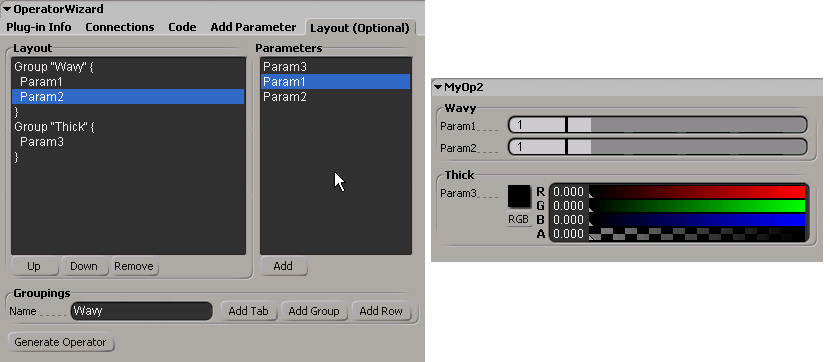 OperatorWizard
Plug-in Info Connections Code Add Parameter Layout (Optional)
Layout
Group "Wavy" {
Param1
Param2
}
Group "Thick" {
Param3
}
Up Down Remove
Parameters
Param3
Param1
Param2
Add
Groupings
Name Wavy Add Tab Add Group Add Row
Generate Operator
MyOp2
Wavy
Param1 1
Param2 1
Thick
Param3
RGB
R 0.000
G 0.000
B 0.000
A 0.000